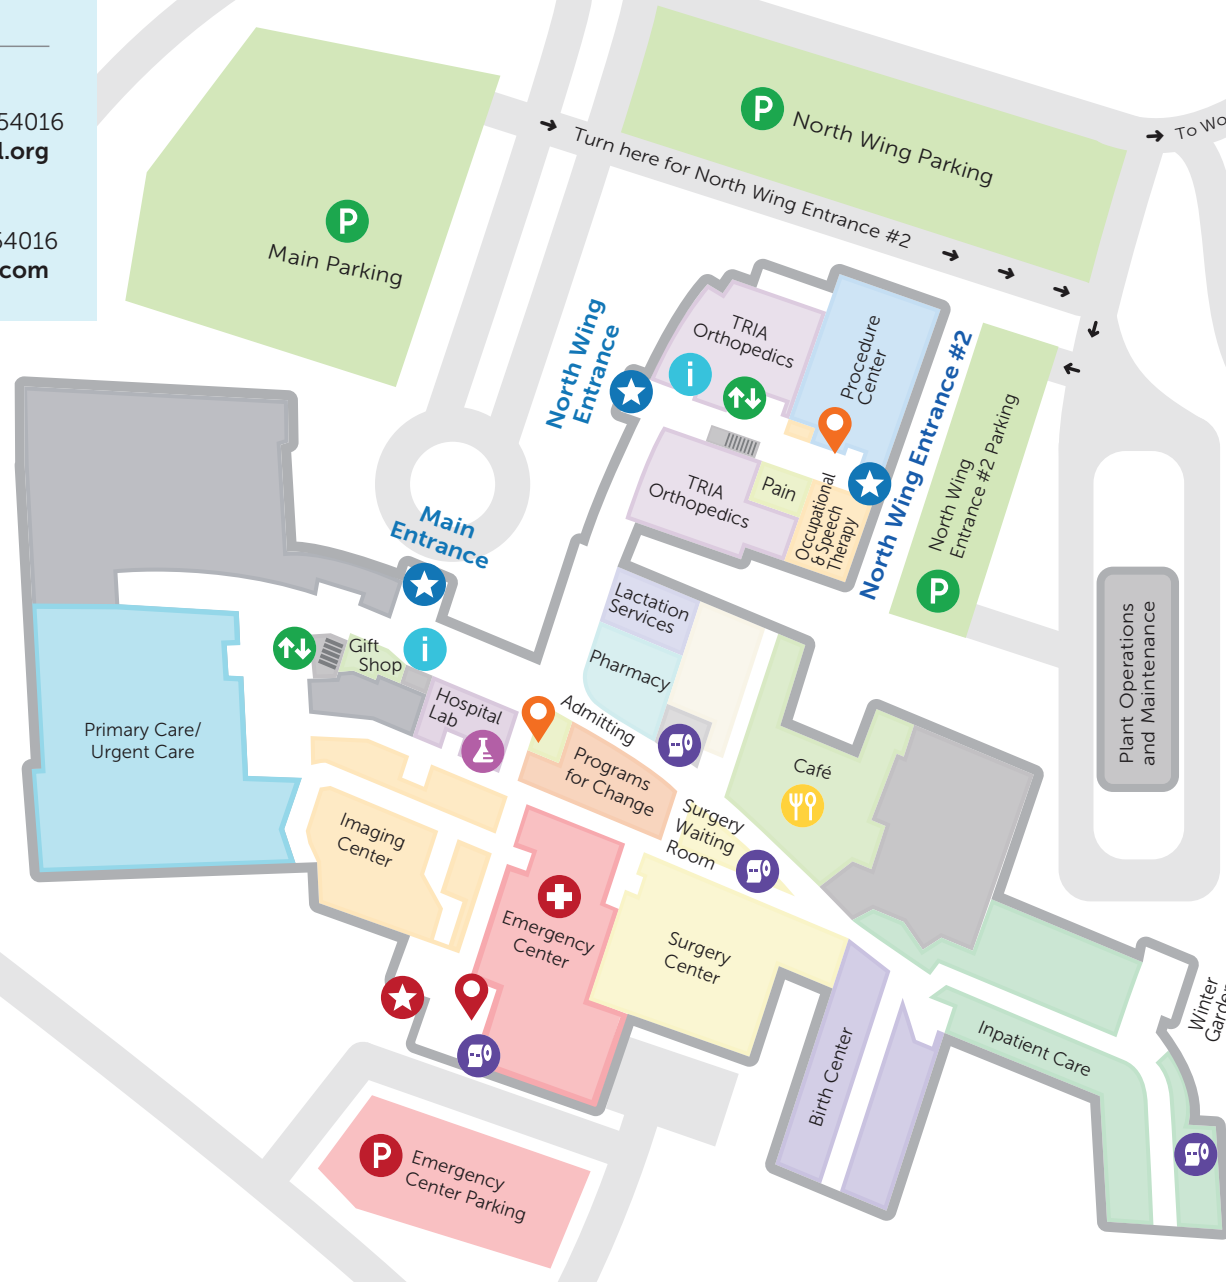 54016
l.org
54016
com
P
North Wing Parking
To Wo
Turn here for North Wing Entrance #2
P
Main Parking
North Wing
Entrance
TRIA
Orthopedics
i
Procedure
Center
North Wing Entrance #2
North Wing
Entrance #2 Parking
P
TRIA
Orthopedics
Pain
Occupational
& Speech
Therapy
Main
Entrance
Plant Operations
and Maintenance
Lactation
Services
Pharmacy
Gift
Shop
i
Hospital
Lab
Admitting
Programs
for Change
Primary Care/
Urgent Care
Café
Surgery
Waiting
Room
Imaging
Center
Emergency
Center
Surgery
Center
Birth Center
Inpatient Care
Winter
Garde
P
Emergency
Center Parking